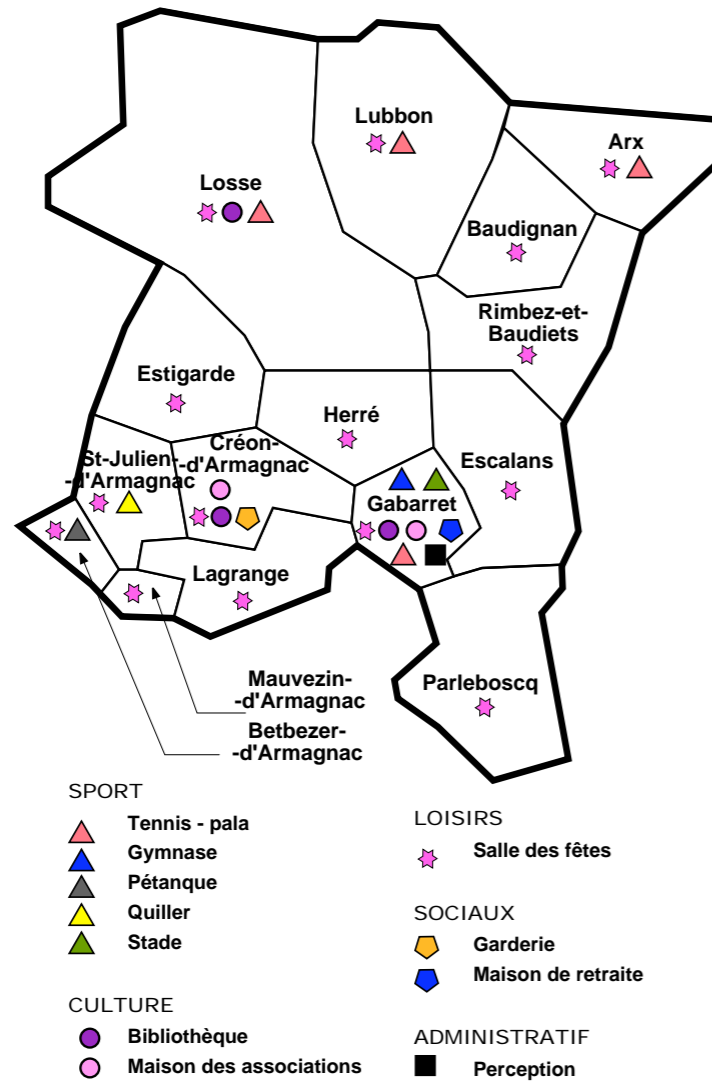 Lubbon
Arx
Losse
Baudignan
Rimbez-et-
Baudiets
Estigarde
Herré
Créon-
-d'Armagnac
St-Julien-
-d'Armagnac
Escalans
Gabarret
Lagrange
Mauvezin-
-d'Armagnac
Parleboscq
Betbezer-
-d'Armagnac
SPORT
Tennis - pala
Gymnase
Pétanque
Quiller
Stade
CULTURE
Bibliothèque
Maison des associations
LOISIRS
Salle des fêtes
SOCIAUX
Garderie
Maison de retraite
ADMINISTRATIF
Perception